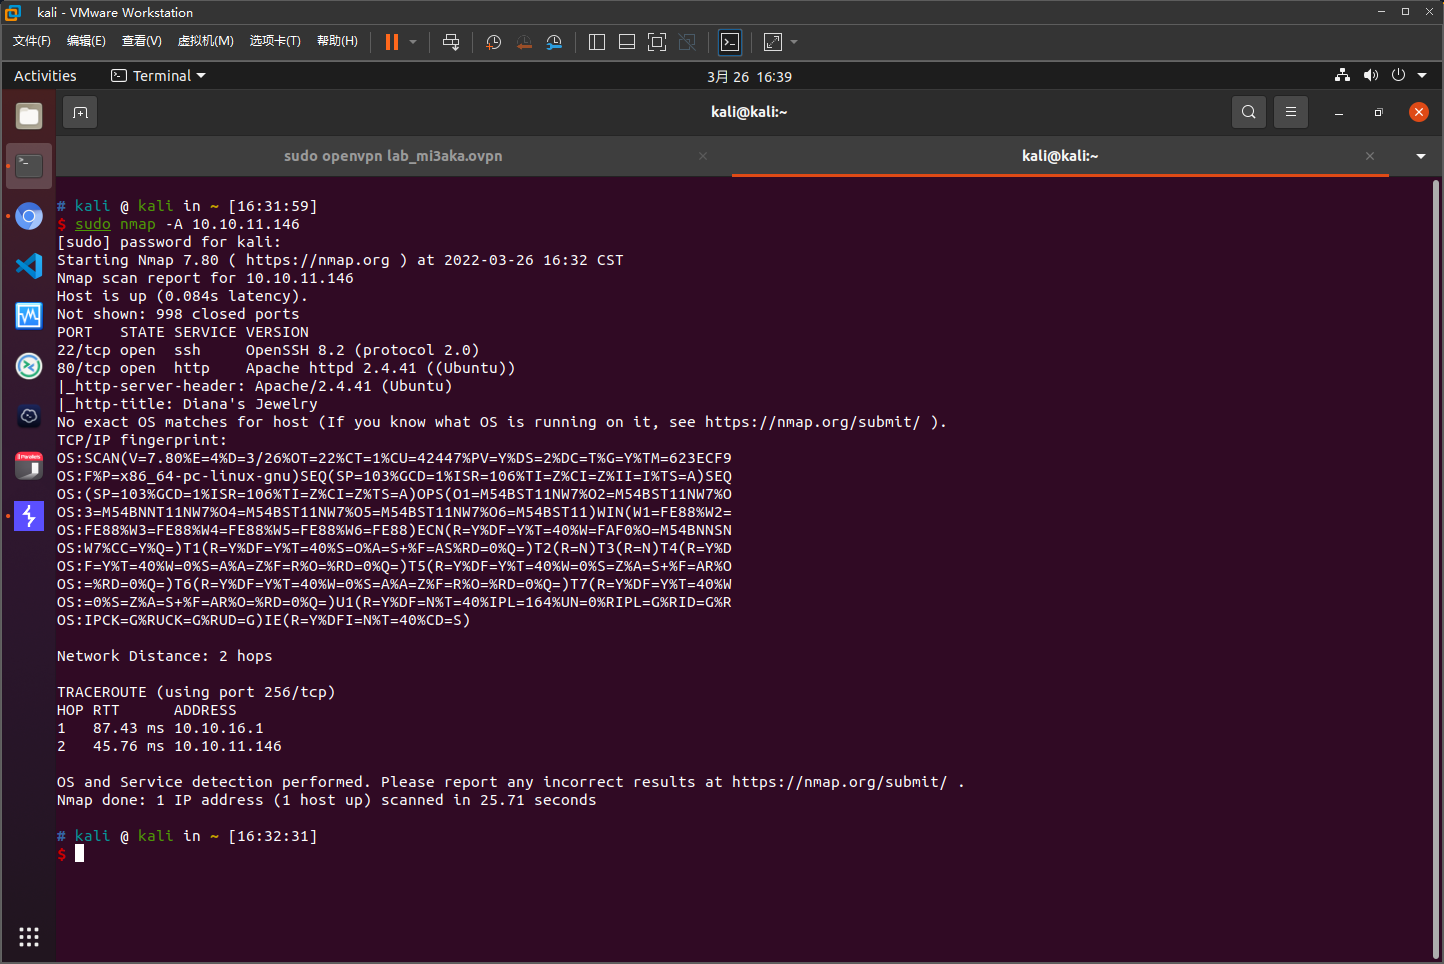 kali - VMware Workstation
文件(F) 编辑(E) 查看(V) 虚拟机(M) 选项卡(T) 帮助(H)
Activities Terminal 3月 26 16:39
kali@kali:~
sudo openvpn lab_mi3aka.ovpn kali@kali:~
# kali @ kali in ~ [16:31:59]
$ sudo nmap -A 10.10.11.146
[sudo] password for kali:
Starting Nmap 7.80 ( https://nmap.org ) at 2022-03-26 16:32 CST
Nmap scan report for 10.10.11.146
Host is up (0.084s latency).
Not shown: 998 closed ports
PORT   STATE SERVICE VERSION
22/tcp open  ssh     OpenSSH 8.2 (protocol 2.0)
80/tcp open  http    Apache httpd 2.4.41 ((Ubuntu))
|_http-server-header: Apache/2.4.41 (Ubuntu)
|_http-title: Diana's Jewelry
No exact OS matches for host (If you know what OS is running on it, see https://nmap.org/submit/ ).
TCP/IP fingerprint:
OS:SCAN(V=7.80%E=4%D=3/26%OT=22%CT=1%CU=42447%PV=Y%DS=2%DC=T%G=Y%TM=623ECF9
OS:F%P=x86_64-pc-linux-gnu)SEQ(SP=103%GCD=1%ISR=106%TI=Z%CI=Z%II=I%TS=A)SEQ
OS:(SP=103%GCD=1%ISR=106%TI=Z%CI=Z%TS=A)OPS(O1=M54BST11NW7%O2=M54BST11NW7%O
OS:3=M54BNNT11NW7%O4=M54BST11NW7%O5=M54BST11NW7%O6=M54BST11)WIN(W1=FE88%W2=
OS:FE88%W3=FE88%W4=FE88%W5=FE88%W6=FE88)ECN(R=Y%DF=Y%T=40%W=FAF0%O=M54BNNSN
OS:W7%CC=Y%Q=)T1(R=Y%DF=Y%T=40%S=O%A=S+%F=AS%RD=0%Q=)T2(R=N)T3(R=N)T4(R=Y%D
OS:F=Y%T=40%W=0%S=A%A=Z%F=R%O=%RD=0%Q=)T5(R=Y%DF=Y%T=40%W=0%S=Z%A=S+%F=AR%O
OS:=%RD=0%Q=)T6(R=Y%DF=Y%T=40%W=0%S=A%A=Z%F=R%O=%RD=0%Q=)T7(R=Y%DF=Y%T=40%W
OS:=0%S=Z%A=S+%F=AR%O=%RD=0%Q=)U1(R=Y%DF=N%T=40%IPL=164%UN=0%RIPL=G%RID=G%R
OS:IPCK=G%RUCK=G%RUD=G)IE(R=Y%DFI=N%T=40%CD=S)
Network Distance: 2 hops
TRACEROUTE (using port 256/tcp)
HOP RTT      ADDRESS
1   87.43 ms 10.10.16.1
2   45.76 ms 10.10.11.146
OS and Service detection performed. Please report any incorrect results at https://nmap.org/submit/ .
Nmap done: 1 IP address (1 host up) scanned in 25.71 seconds
# kali @ kali in ~ [16:32:31]
$